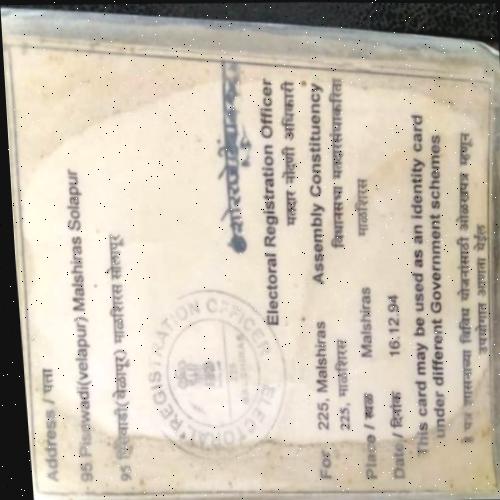 Address / पत्ता
95 (velapur) Malshiras Solapur
95 (वेळापूर) माळशिरस सोलापूर
ELECTORAL REGISTRATION OFFICER
Electoral Registration Officer
मतदार नोंदणी अधिकारी
For 225, Malshiras Assembly Constituency
225, माळशिरस विधानसभा मतदारसंघाकरिता
Place / स्थळ Malshiras माळशिरस
Date / दिनांक 16.12.94
This card may be used as an identity card
under different Government schemes
हे पत्र शासनाच्या विविध योजनांसाठी ओळखपत्र म्हणून
उपयोगात आणता येईल